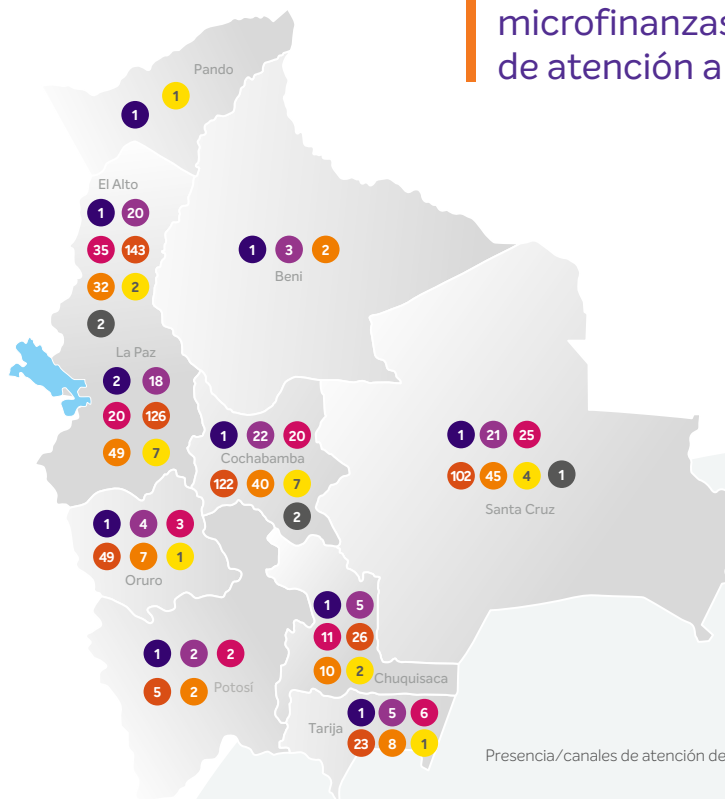 microfinanzas
de atención a
Pando
1
1
El Alto
1 20
35 143
32 2
2
1 3 2
Beni
La Paz
2 18
20 126
49 7
1 22 20
Cochabamba
122 40 7
2
1 21 25
102 45 4 1
Santa Cruz
1 4 3
49 7 1
Oruro
1 5
11 26
10 2 Chuquisaca
1 2 2
5 2 Potosí
1 5 6
Tarija
23 8 1
Presencia/canales de atención de